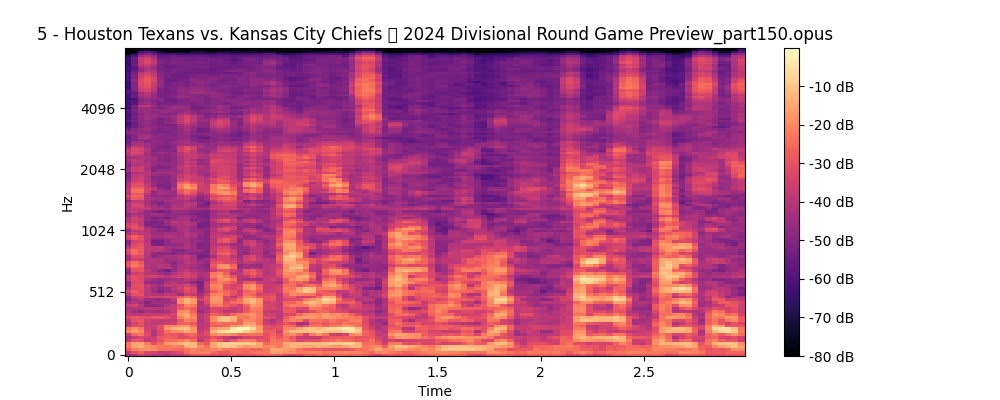 5 - Houston Texans vs. Kansas City Chiefs ▯ 2024 Divisional Round Game Preview_part150.opus
4096
2048
1024
512
0
Hz
0
0.5
1
1.5
2
2.5
Time
-10 dB
-20 dB
-30 dB
-40 dB
-50 dB
-60 dB
-70 dB
-80 dB